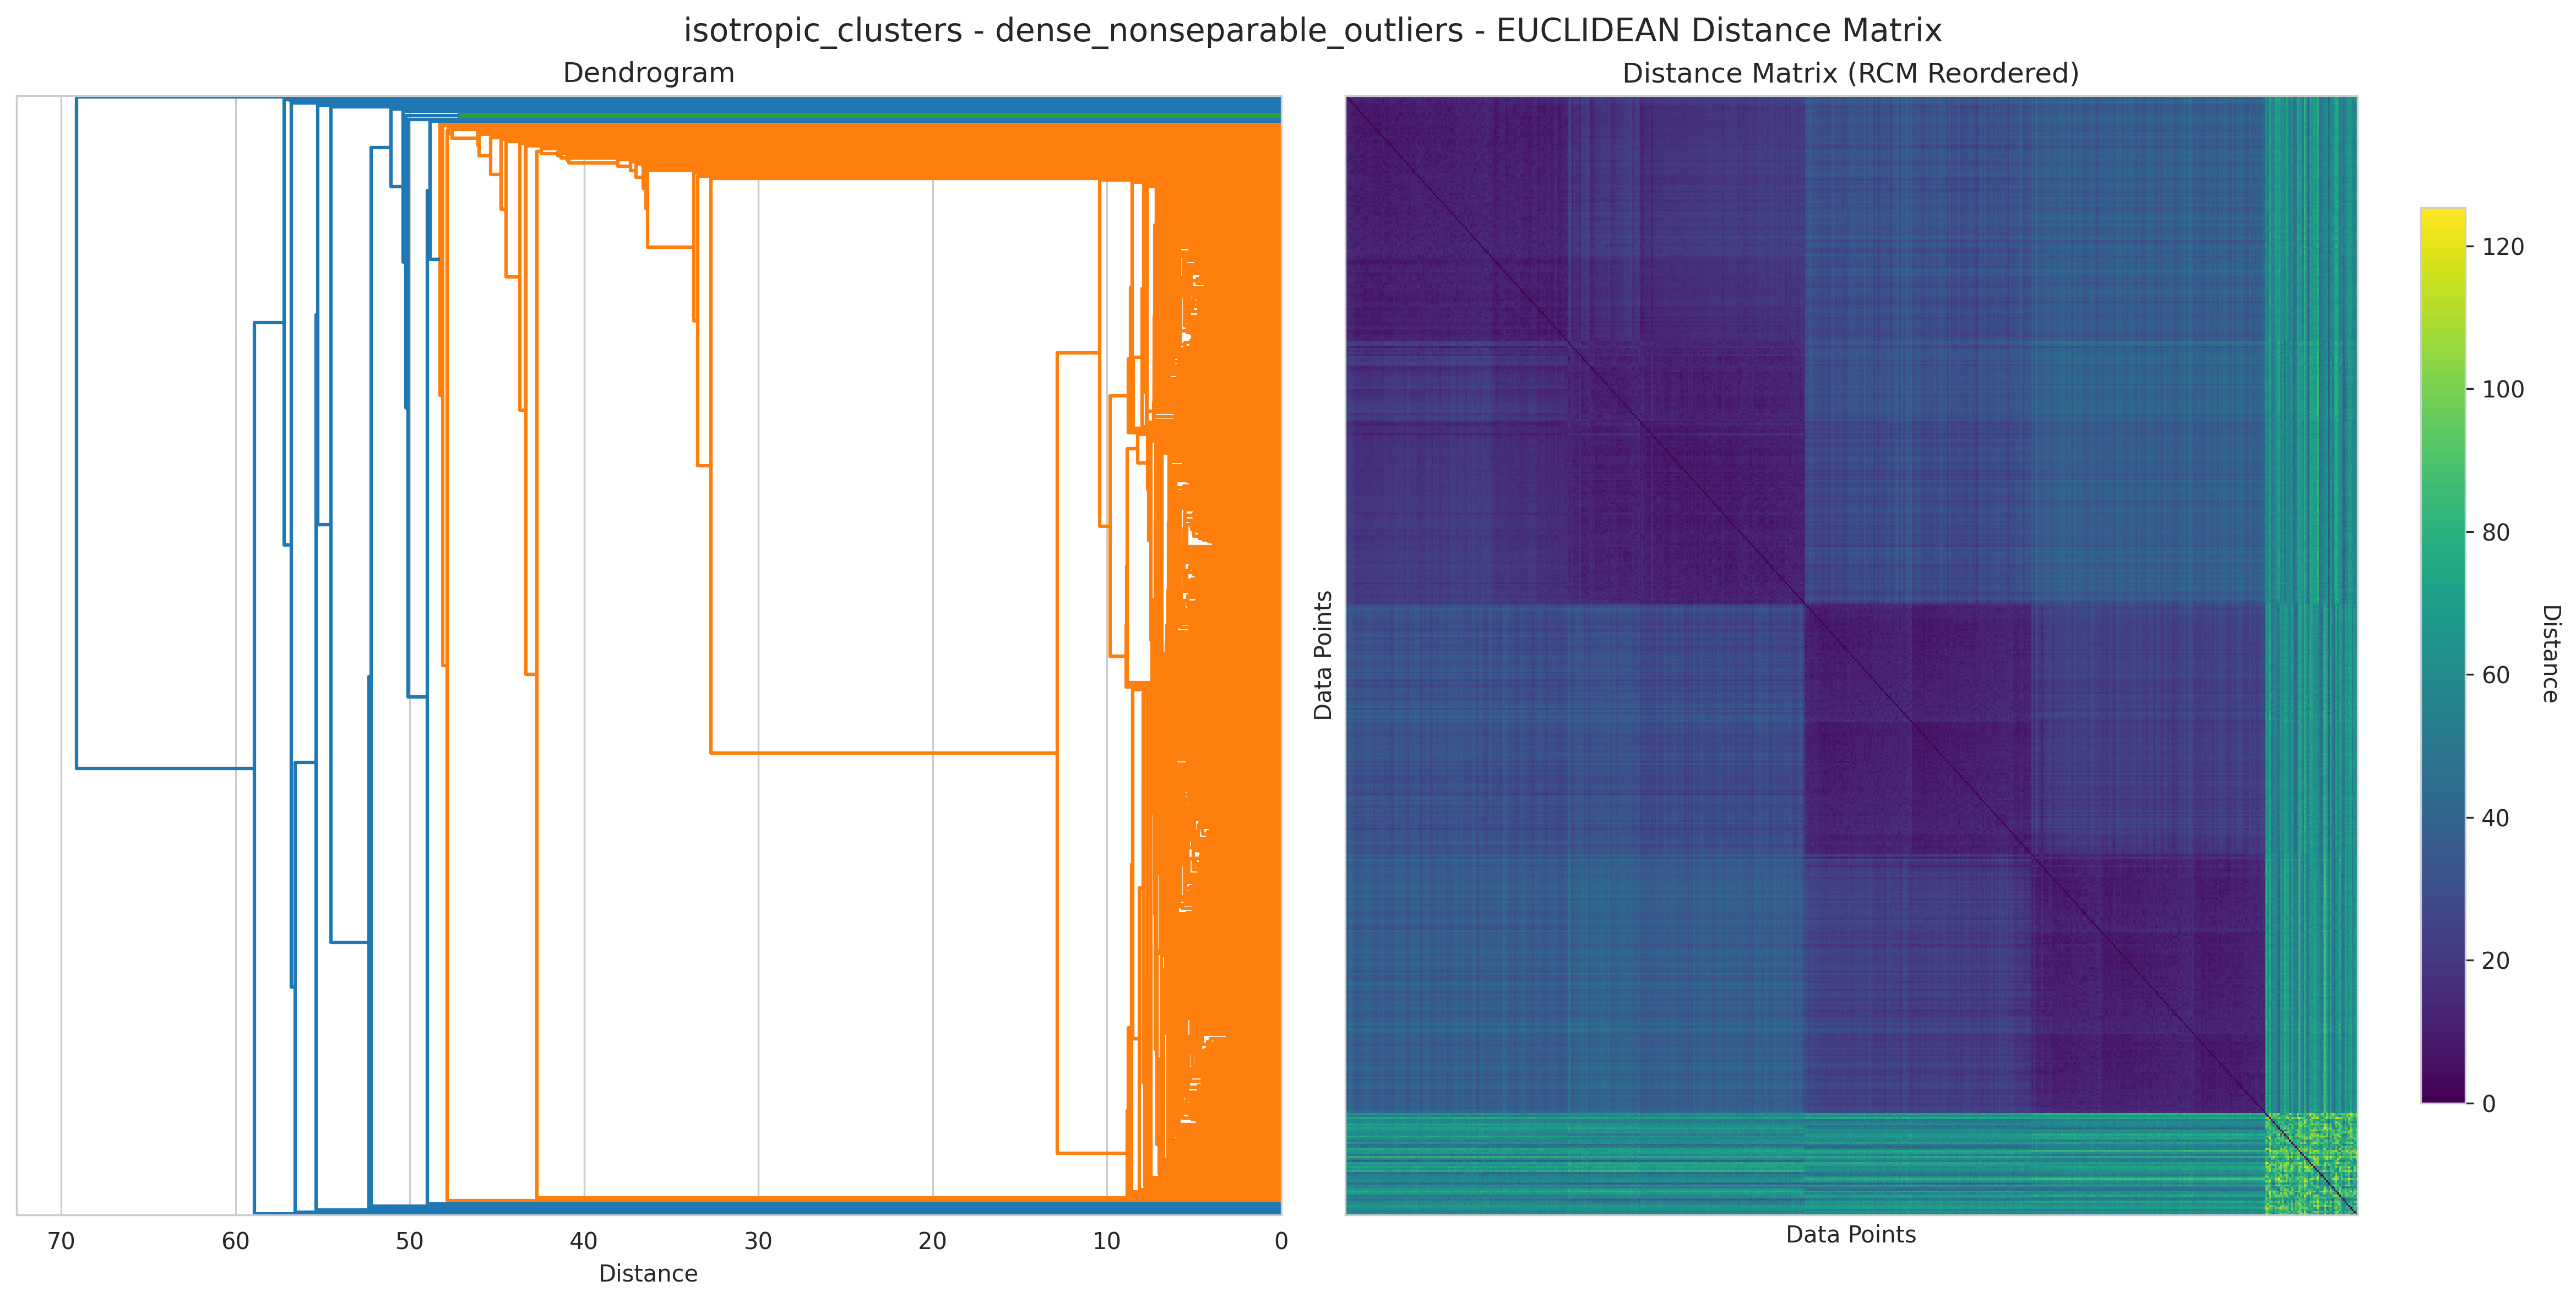 isotropic_clusters - dense_nonseparable_outliers - EUCLIDEAN Distance Matrix
Dendrogram
70 60 50 40 30 20 10 0
Distance
Distance Matrix (RCM Reordered)
Data Points
Data Points
120
100
80
60
40
20
0
Distance